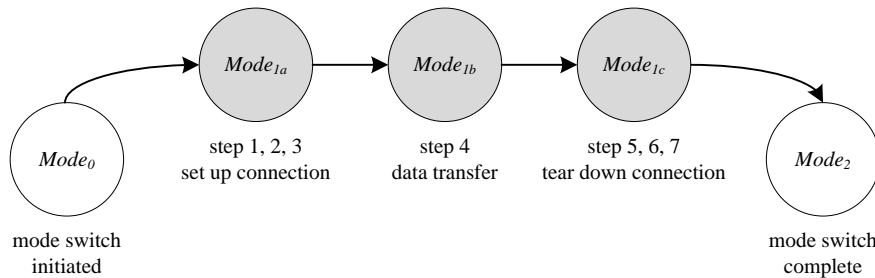 Mode1a
Mode1b
Mode1c
step 1, 2, 3
set up connection
step 4
data transfer
step 5, 6, 7
tear down connection
Mode0
mode switch
initiated
Mode2
mode switch
complete